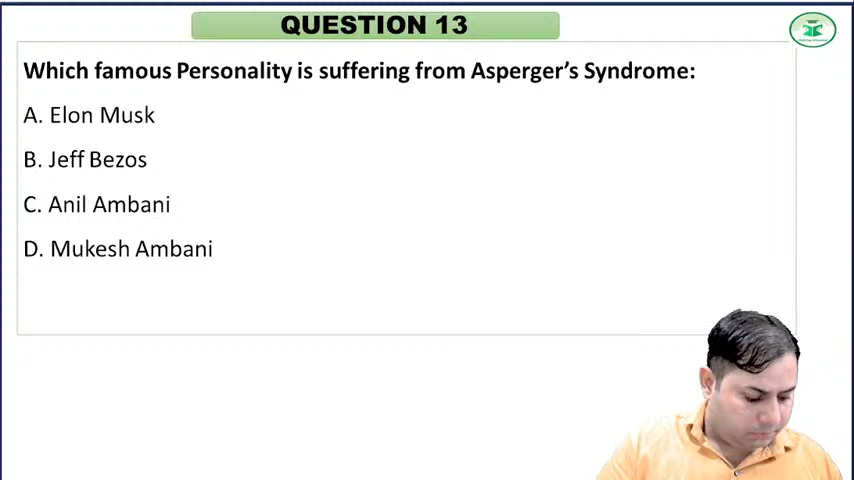 QUESTION 13
Which famous Personality is suffering from Asperger’s Syndrome:
A. Elon Musk
B. Jeff Bezos
C. Anil Ambani
D. Mukesh Ambani